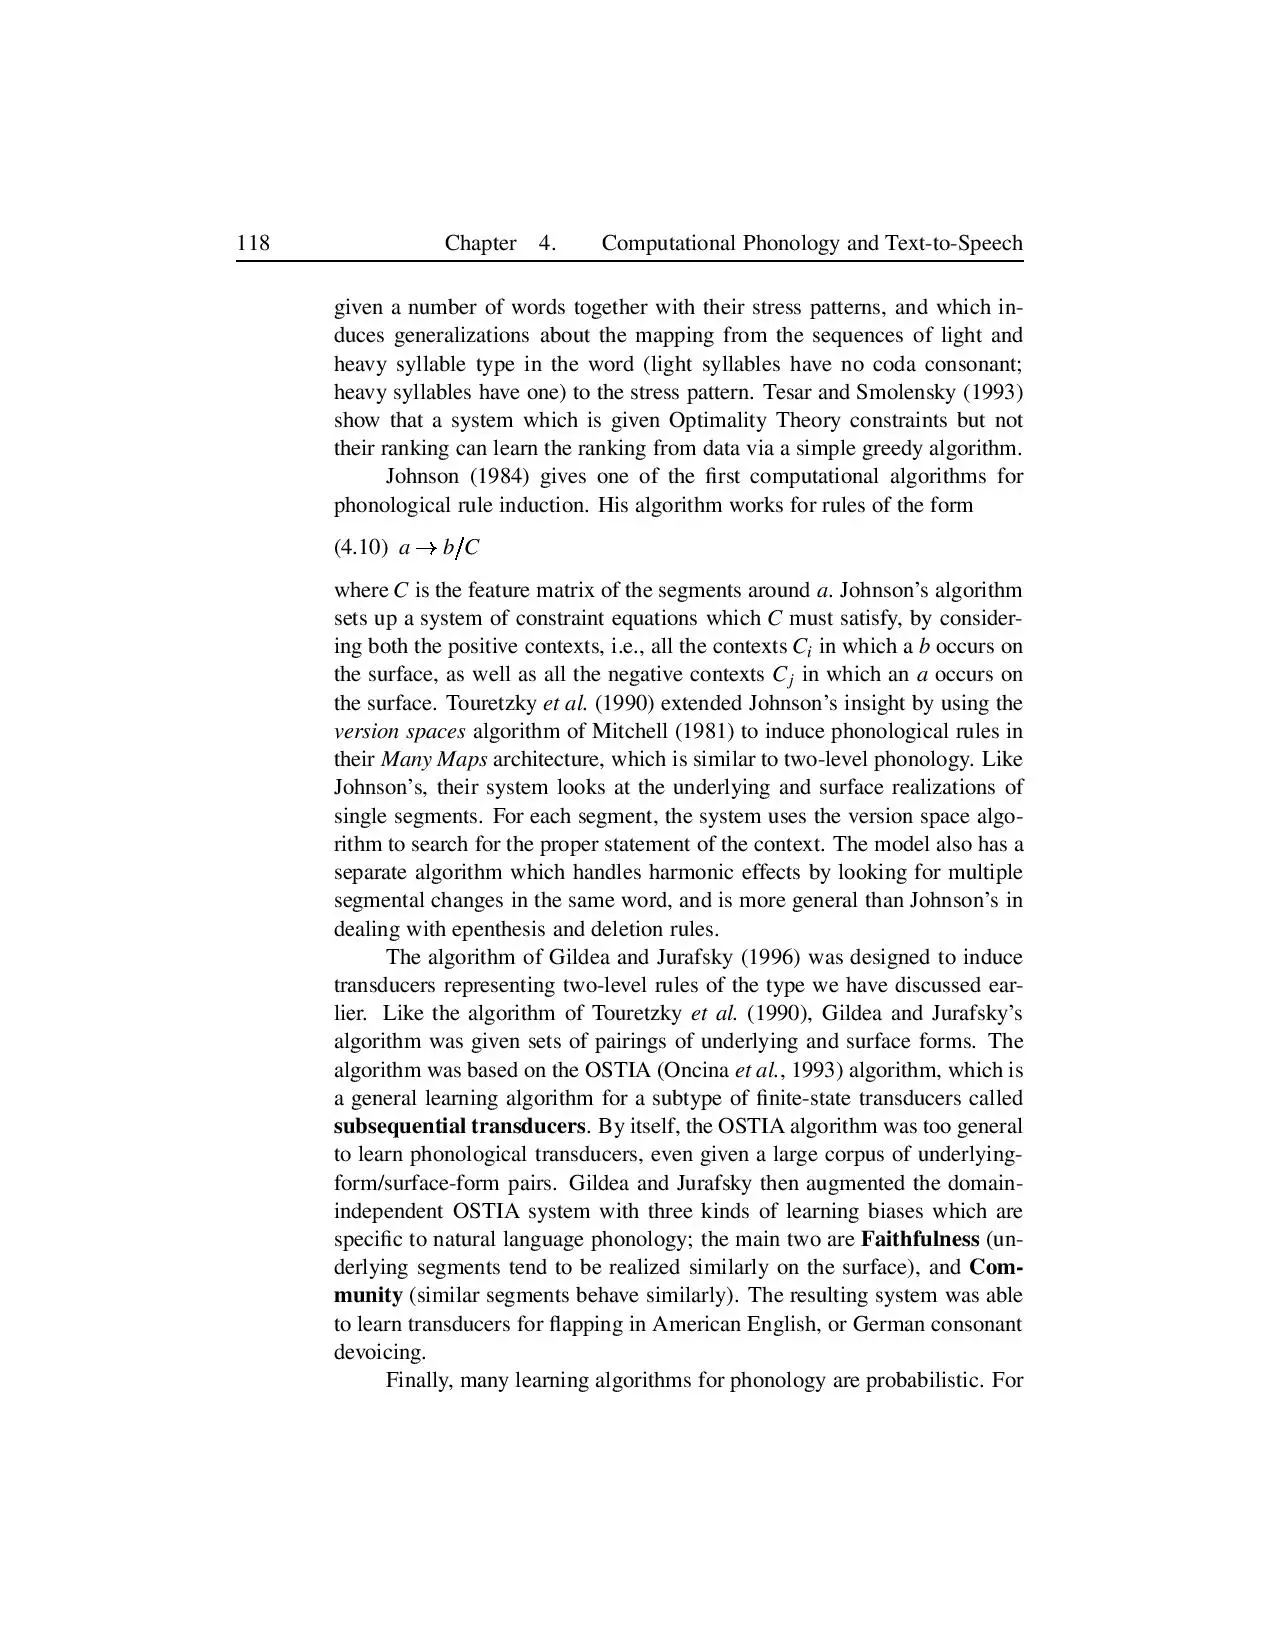 118 Chapter 4. Computational Phonology and Text-to-Speech
given a number of words together with their stress patterns, and which in-
duces generalizations about the mapping from the sequences of light and
heavy syllable type in the word (light syllables have no coda consonant;
heavy syllables have one) to the stress pattern. Tesar and Smolensky (1993)
show that a system which is given Optimality Theory constraints but not
their ranking can learn the ranking from data via a simple greedy algorithm.
Johnson (1984) gives one of the first computational algorithms for
phonological rule induction. His algorithm works for rules of the form
(4.10) a → b/C
where C is the feature matrix of the segments around a. Johnson's algorithm
sets up a system of constraint equations which C must satisfy, by consider-
ing both the positive contexts, i.e., all the contexts Ci in which a b occurs on
the surface, as well as all the negative contexts Cj in which an a occurs on
the surface. Touretzky et al. (1990) extended Johnson's insight by using the
version spaces algorithm of Mitchell (1981) to induce phonological rules in
their Many Maps architecture, which is similar to two-level phonology. Like
Johnson's, their system looks at the underlying and surface realizations of
single segments. For each segment, the system uses the version space algo-
rithm to search for the proper statement of the context. The model also has a
separate algorithm which handles harmonic effects by looking for multiple
segmental changes in the same word, and is more general than Johnson's in
dealing with epenthesis and deletion rules.
The algorithm of Gildea and Jurafsky (1996) was designed to induce
transducers representing two-level rules of the type we have discussed ear-
lier. Like the algorithm of Touretzky et al. (1990), Gildea and Jurafsky's
algorithm was given sets of pairings of underlying and surface forms. The
algorithm was based on the OSTIA (Oncina et al., 1993) algorithm, which is
a general learning algorithm for a subtype of finite-state transducers called
subsequential transducers. By itself, the OSTIA algorithm was too general
to learn phonological transducers, even given a large corpus of underlying-
form/surface-form pairs. Gildea and Jurafsky then augmented the domain-
independent OSTIA system with three kinds of learning biases which are
specific to natural language phonology; the main two are Faithfulness (un-
derlying segments tend to be realized similarly on the surface), and Com-
munity (similar segments behave similarly). The resulting system was able
to learn transducers for flapping in American English, or German consonant
devoicing.
Finally, many learning algorithms for phonology are probabilistic. For